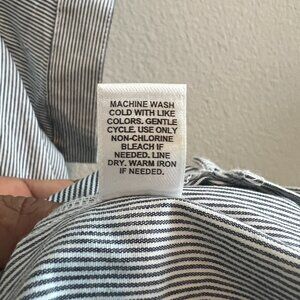 MACHINE WASH
COLD WITH LIKE
COLORS. GENTLE
CYCLE. USE ONLY
NON-CHLORINE
BLEACH IF
NEEDED. LINE
DRY. WARM IRON
IF NEEDED.